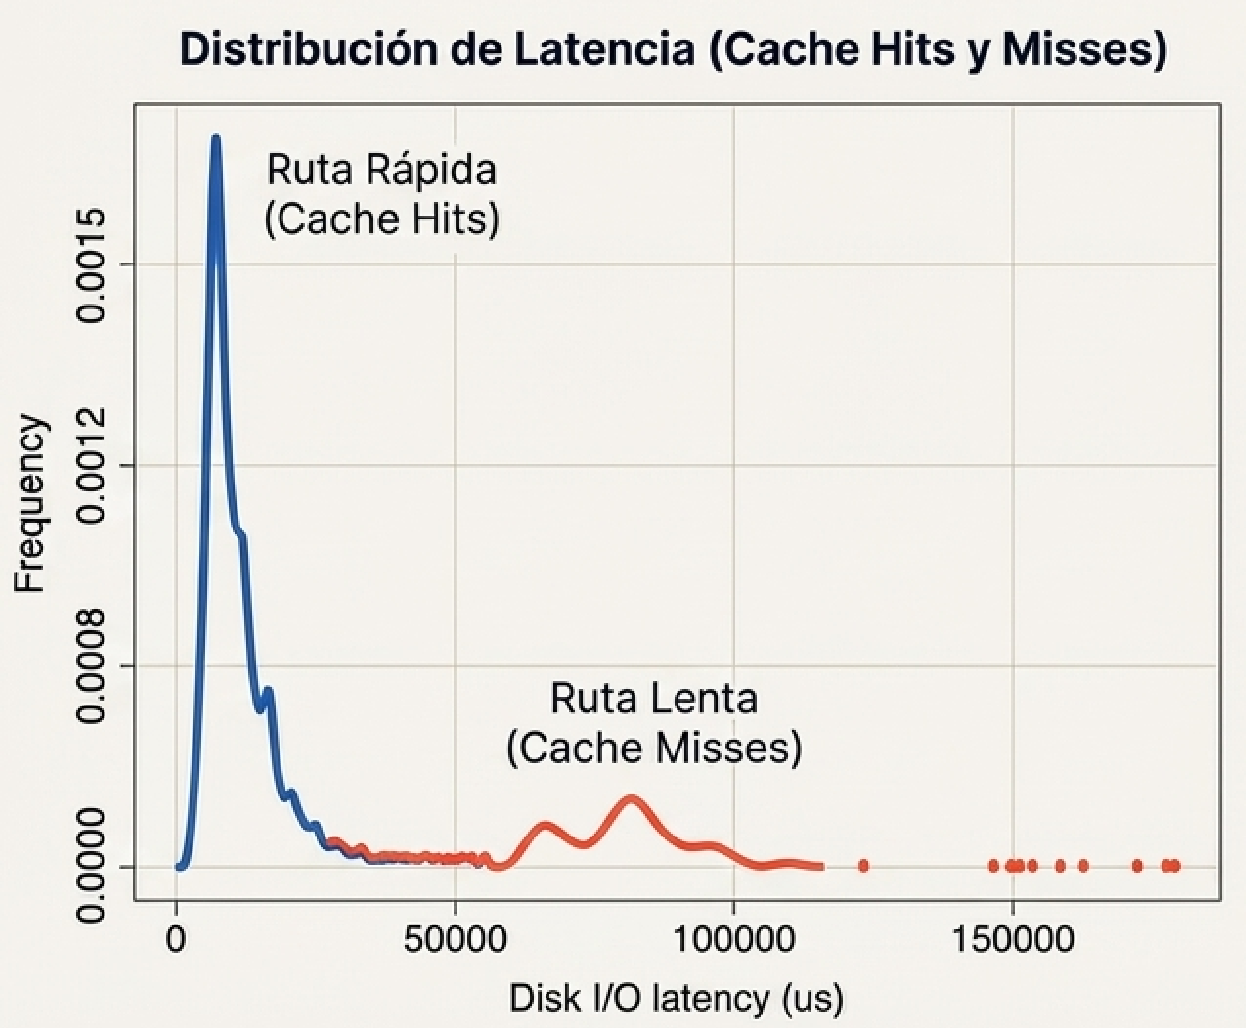 Distribución de Latencia (Cache Hits y Misses)
Ruta Rápida
(Cache Hits)
Ruta Lenta
(Cache Misses)
Frequency
0.0015
0.0012
0.0008
0.0000
0
50000
100000
150000
Disk I/O latency (us)